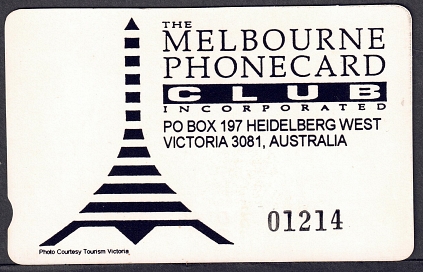 THE
MELBOURNE
PHONECARD
CLUB
INCORPORATED
PO BOX 197 HEIDELBERG WEST
VICTORIA 3081, AUSTRALIA
01214
Photo Courtesy Tourism Victoria